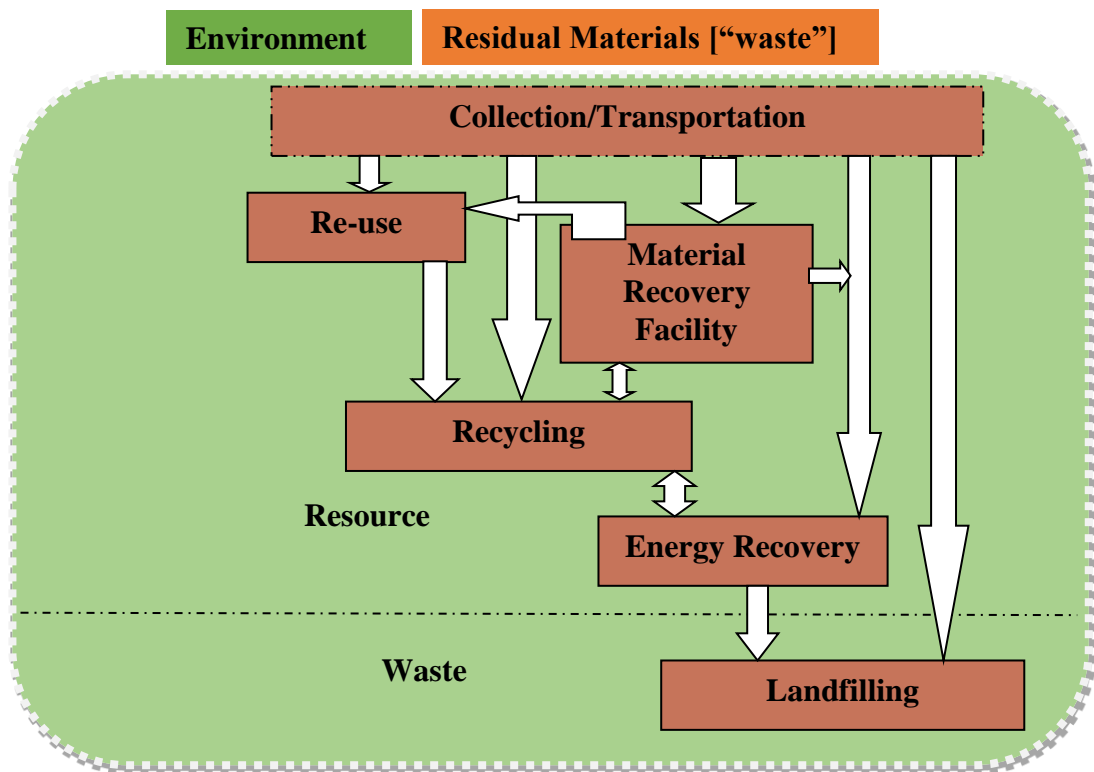 Environment
Residual Materials [“waste”]
Collection/Transportation
Re-use
Material
Recovery
Facility
Recycling
Resource
Energy Recovery
Waste
Landfilling